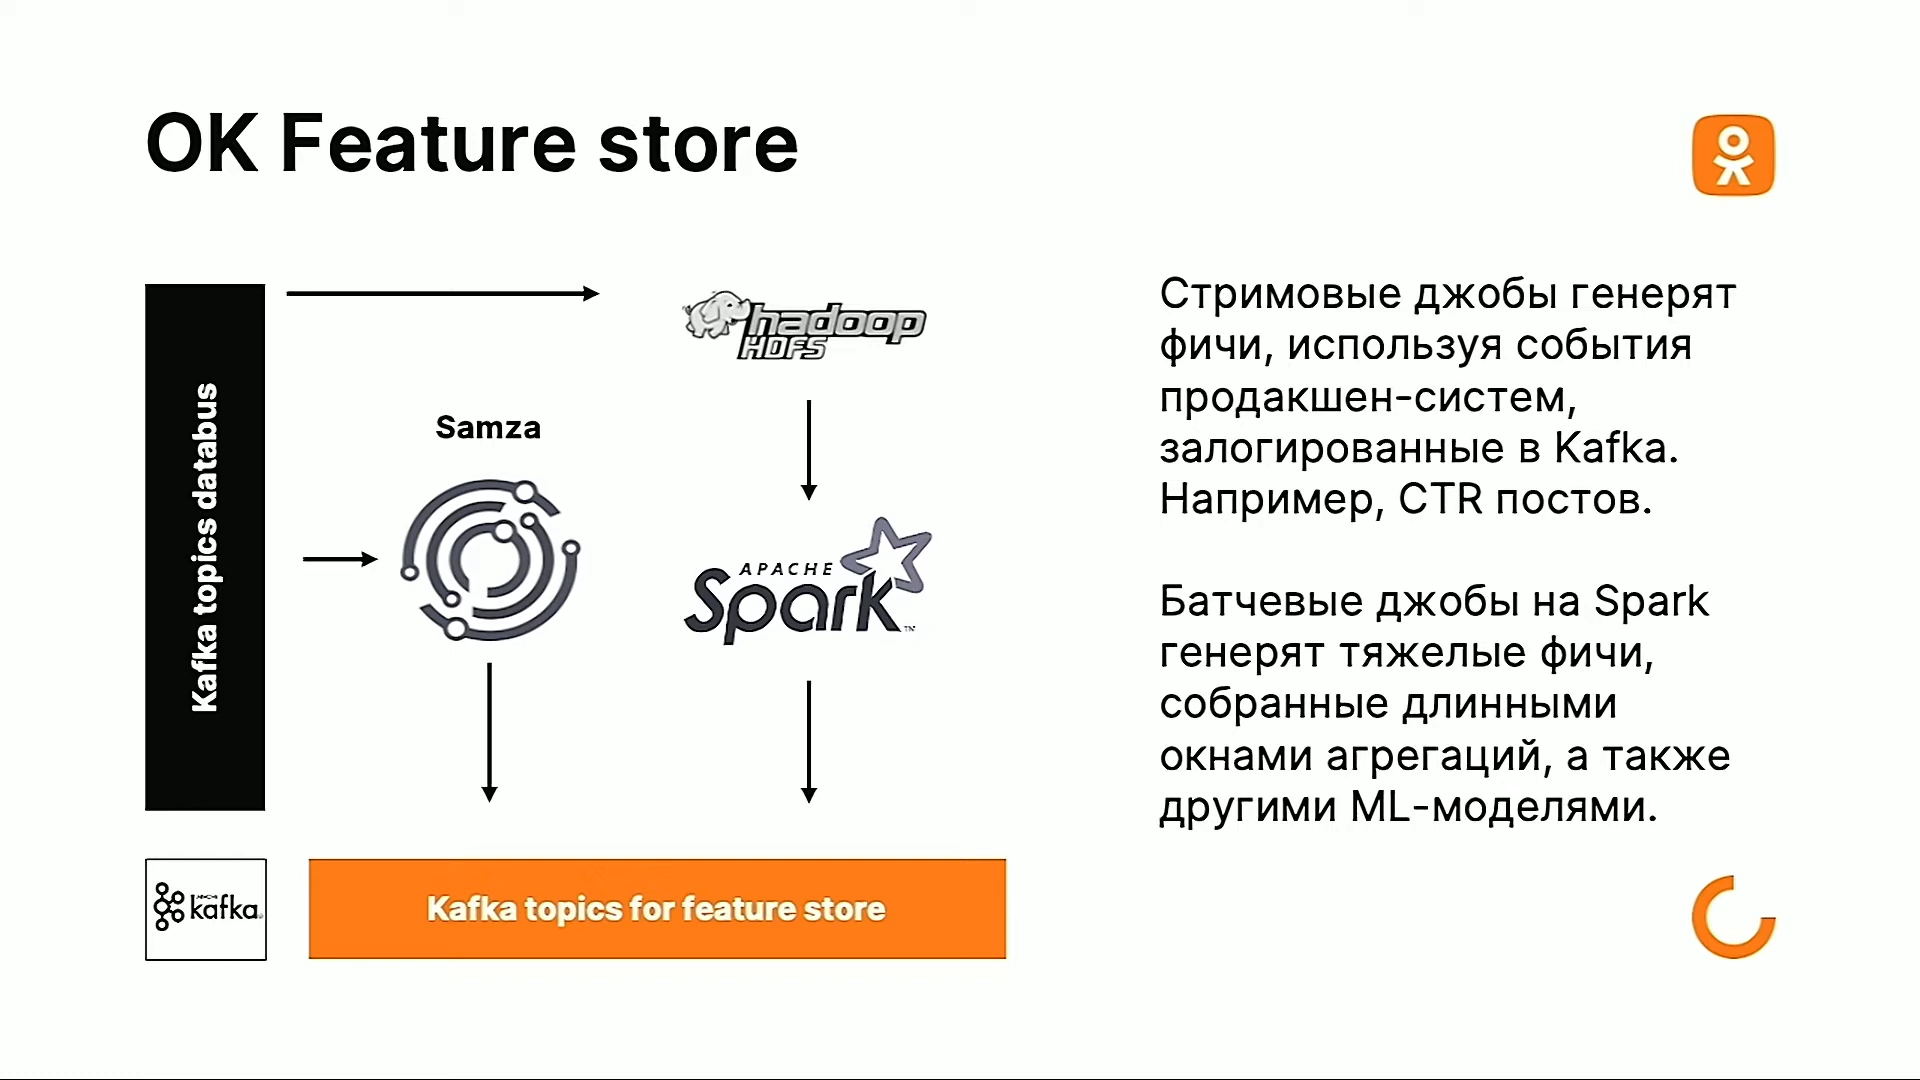 OK Feature store
Kafka topics databus
hadoop
HDFS
Samza
APACHE
Spark
TM
kafka
Kafka topics for feature store
Стримовые джобы генерят
фичи, используя события
продакшен-систем,
залогированные в Kafka.
Например, CTR постов.
Батчевые джобы на Spark
генерят тяжелые фичи,
собранные длинными
окнами агрегаций, а также
другими ML-моделями.